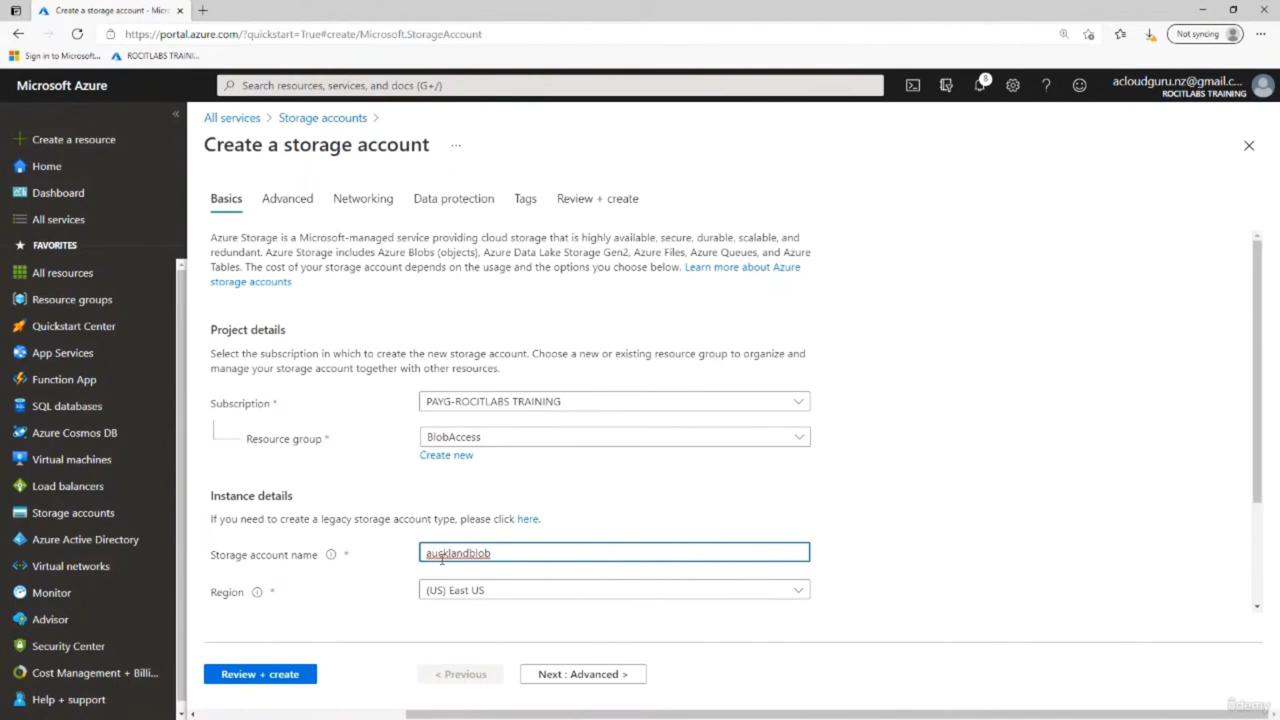 Create a storage account - Micr
https://portal.azure.com/?quickstart=True#create/Microsoft.StorageAccount
Not syncing
Sign in to Microsoft...
ROCITLABS TRAINI...
Microsoft Azure
Search resources, services, and docs (G+/)
8
acloudguru.nz@gmail.c...
ROCITLABS TRAINING
Create a resource
Home
Dashboard
All services
FAVORITES
All resources
Resource groups
Quickstart Center
App Services
Function App
SQL databases
Azure Cosmos DB
Virtual machines
Load balancers
Storage accounts
Azure Active Directory
Virtual networks
Monitor
Advisor
Security Center
Cost Management + Billi...
Help + support
All services > Storage accounts >
Create a storage account ...
Basics Advanced Networking Data protection Tags Review + create
Azure Storage is a Microsoft-managed service providing cloud storage that is highly available, secure, durable, scalable, and
redundant. Azure Storage includes Azure Blobs (objects), Azure Data Lake Storage Gen2, Azure Files, Azure Queues, and Azure
Tables. The cost of your storage account depends on the usage and the options you choose below. Learn more about Azure
storage accounts
Project details
Select the subscription in which to create the new storage account. Choose a new or existing resource group to organize and
manage your storage account together with other resources.
Subscription *
PAYG-ROCITLABS TRAINING
Resource group *
BlobAccess
Create new
Instance details
If you need to create a legacy storage account type, please click here.
Storage account name *
aucklandblob
Region *
(US) East US
Review + create
< Previous
Next : Advanced >
ûdemy